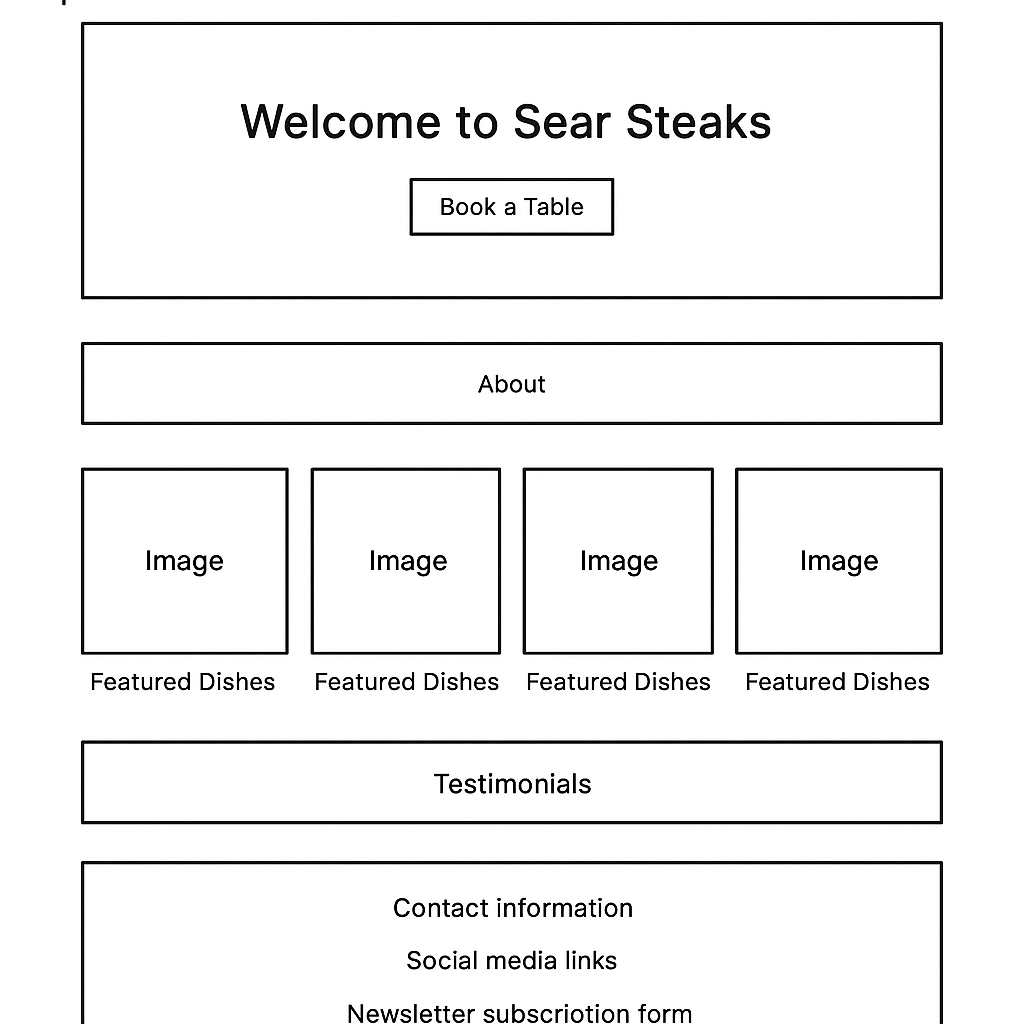 Welcome to Sear Steaks
Book a Table
About
Image Image Image Image
Featured Dishes Featured Dishes Featured Dishes Featured Dishes
Testimonials
Contact information
Social media links
Newsletter subscriotion form